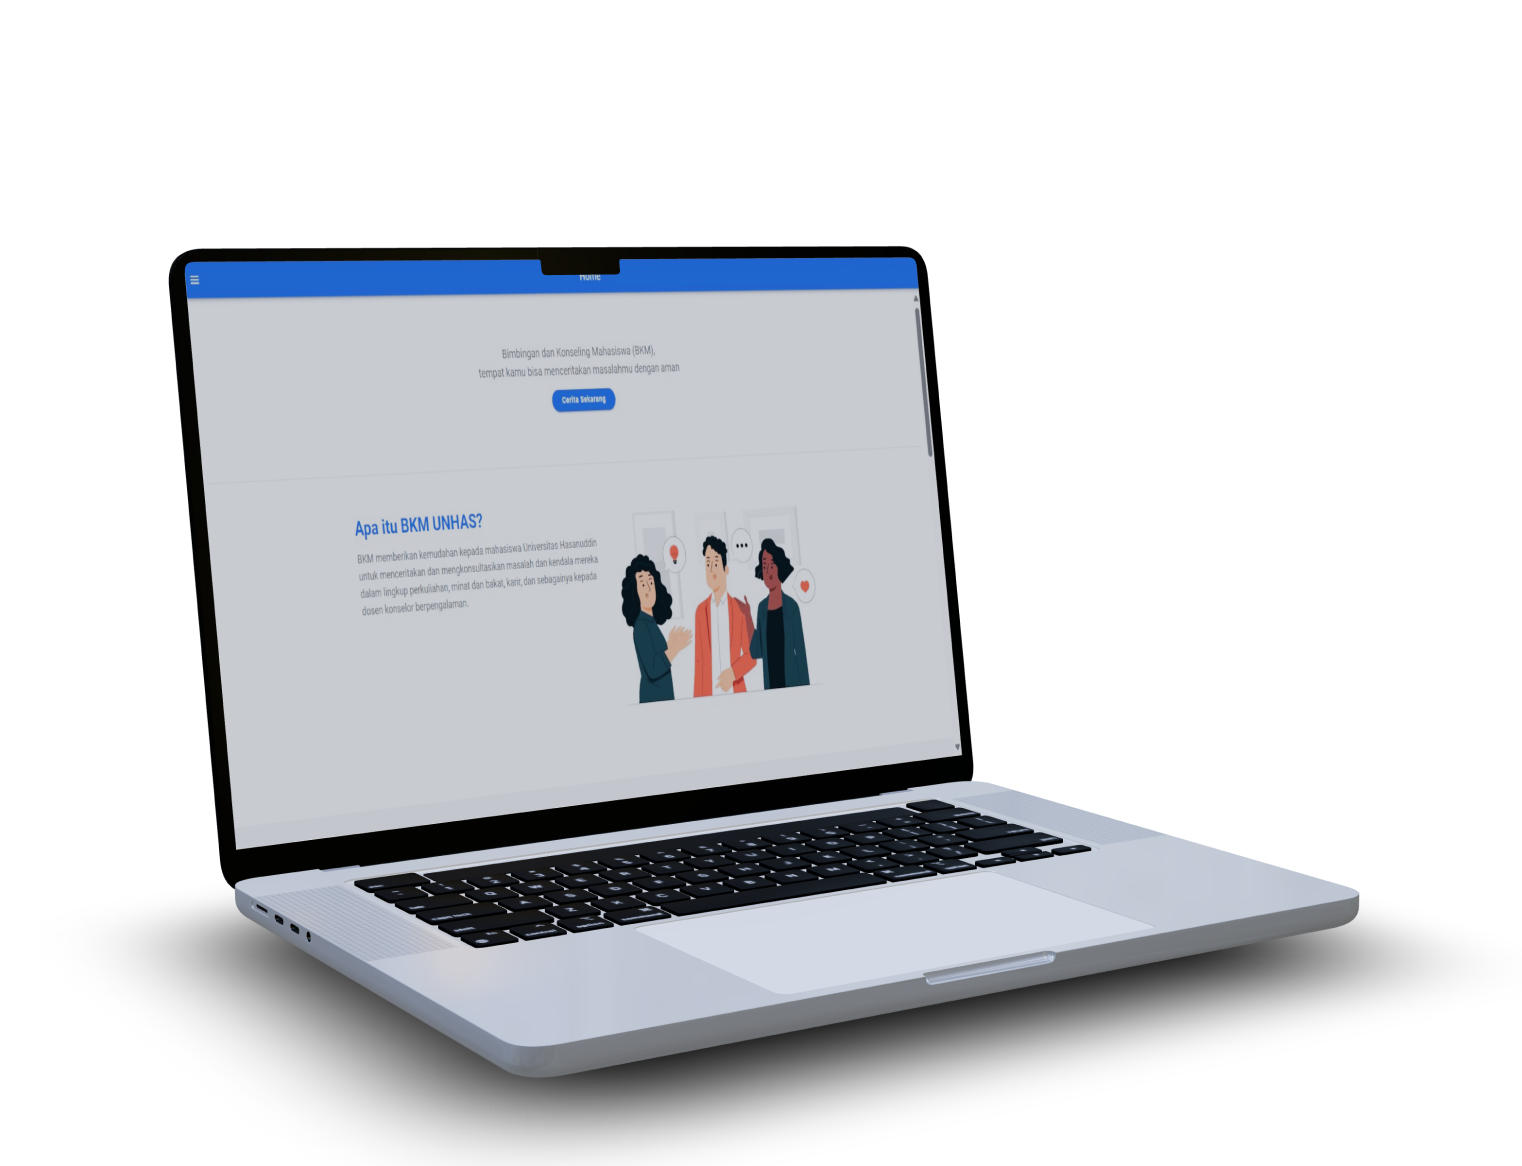 Home
Bimbingan dan Konseling Mahasiswa (BKM),
tempat kamu bisa menceritakan masalahmu dengan aman
Cerita Sekarang
Apa itu BKM UNHAS?
BKM memberikan kemudahan kepada mahasiswa Universitas Hasanuddin
untuk menceritakan dan mengkonsultasikan masalah dan kendala mereka
dalam lingkup perkuliahan, minat dan bakat, karir, dan sebagainya kepada
dosen konselor berpengalaman.